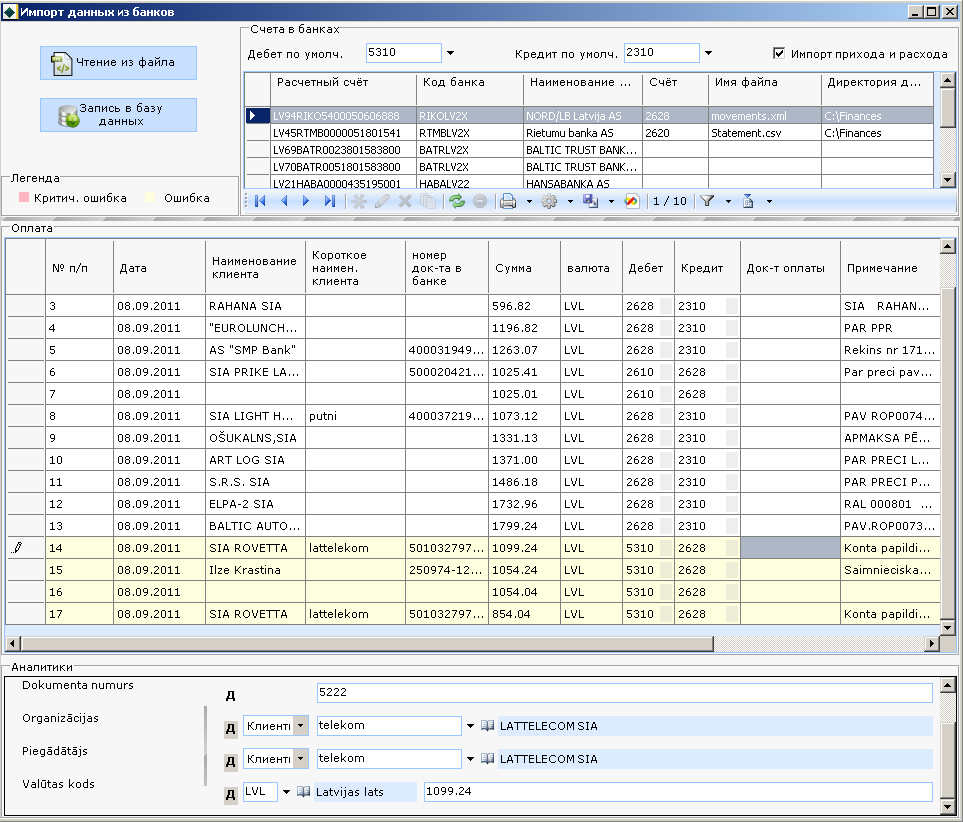 Импорт данных из банков
Чтение из файла
Запись в базу данных
Легенда
Критич. ошибка Ошибка
Счета в банках
Дебет по умолч. 5310 Кредит по умолч. 2310 Импорт прихода и расхода
Расчетный счёт Код банка Наименование ... Счёт Имя файла Директория д...
LV94RIKO5400050606888 RIKOLV2X NORD/LB Latvija AS 2628 movements.xml C:\Finances
LV45RTMB0000051801541 RTMBLV2X Rietumu banka AS 2620 Statement.csv C:\Finances
LV69BATR0023801583800 BATRLV2X BALTIC TRUST BANK...
LV70BATR0051801583800 BATRLV2X BALTIC TRUST BANK...
LV21HABA0000435195001 HABALV22 HANSABANKA AS
1 / 10
Оплата
№ п/п Дата Наименование клиента Короткое наимен. клиента номер док-та в банке Сумма валюта Дебет Кредит Док-т оплаты Примечание
3 08.09.2011 RAHANA SIA 596.82 LVL 2628 2310 SIA RAHAN...
4 08.09.2011 "EUROLUNCH... 1196.82 LVL 2628 2310 PAR PPR
5 08.09.2011 AS "SMP Bank" 400031949... 1263.07 LVL 2628 2310 Rekins nr 171...
6 08.09.2011 SIA PRIKE LA... 500020421... 1025.41 LVL 2628 2310 Par preci pav...
7 08.09.2011 1025.01 LVL 2610 2628
8 08.09.2011 SIA LIGHT H... putni 400037219... 1073.12 LVL 2628 2310 PAV ROP0074...
9 08.09.2011 OŠUKALNS,SIA 1331.13 LVL 2628 2310 APMAKSA PĒ...
10 08.09.2011 ART LOG SIA 1371.00 LVL 2628 2310 PAR PRECI L...
11 08.09.2011 S.R.S. SIA 1486.18 LVL 2628 2310 PAR PRECI P...
12 08.09.2011 ELPA-2 SIA 1732.96 LVL 2628 2310 RAL 000801 ...
13 08.09.2011 BALTIC AUTO... 1799.24 LVL 2628 2310 PAV.ROP0073...
14 08.09.2011 SIA ROVETTA lattelekom 501032797... 1099.24 LVL 5310 2628 Konta papildi...
15 08.09.2011 Ilze Krastina 250974-12... 1054.24 LVL 5310 2628 Saimnieciska...
16 08.09.2011 1054.04 LVL 5310 2628
17 08.09.2011 SIA ROVETTA lattelekom 501032797... 854.04 LVL 5310 2628 Konta papildi...
Аналитики
Dokumenta numurs Д 5222
Organizācijas Д Клиенты telekom LATTELECOM SIA
Piegādātājs Д Клиенты telekom LATTELECOM SIA
Valūtas kods Д LVL Latvijas lats 1099.24